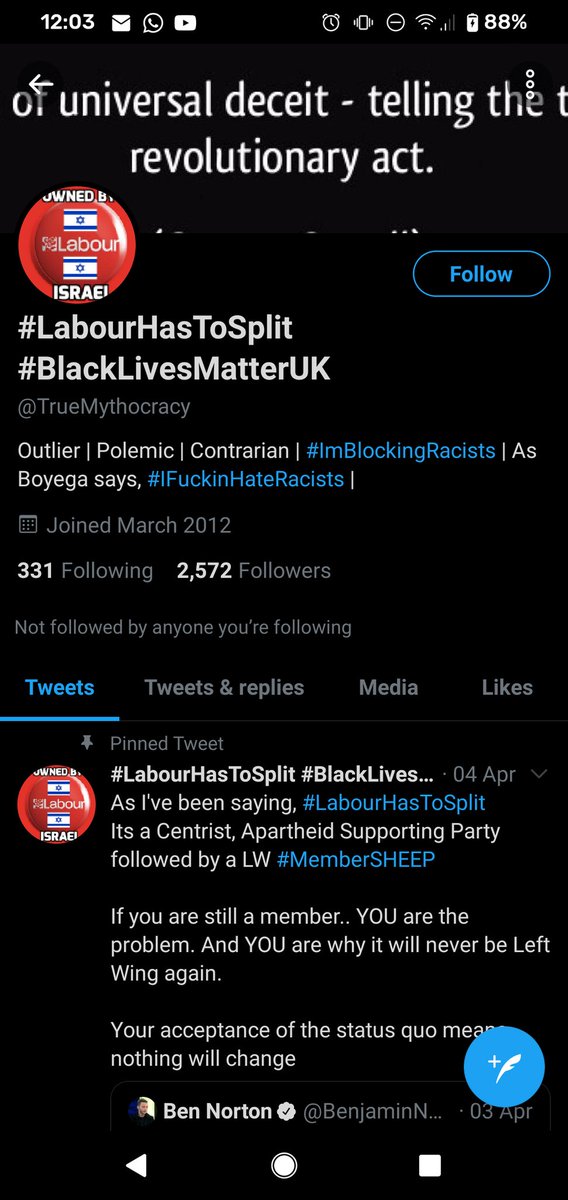 12:03
88%
of universal deceit - telling the t
revolutionary act.
OWNED BY
Labour
ISRAEL
Follow
#LabourHasToSplit
#BlackLivesMatterUK
@TrueMythocracy
Outlier | Polemic | Contrarian | #ImBlockingRacists | As
Boyega says, #IFuckinHateRacists |
Joined March 2012
331 Following 2,572 Followers
Not followed by anyone you’re following
Tweets Tweets & replies Media Likes
Pinned Tweet
OWNED BY
Labour
ISRAEL
#LabourHasToSplit #BlackLives... · 04 Apr
As I've been saying, #LabourHasToSplit
Its a Centrist, Apartheid Supporting Party
followed by a LW #MemberSHEEP
If you are still a member.. YOU are the
problem. And YOU are why it will never be Left
Wing again.
Your acceptance of the status quo means
nothing will change
Ben Norton @BenjaminN... · 03 Apr